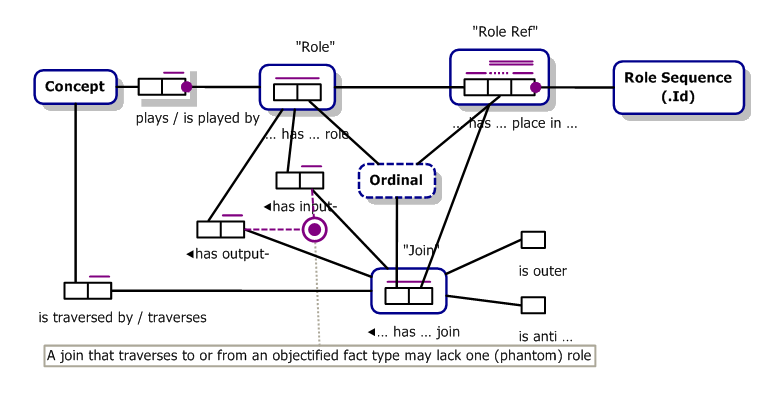 "Role"
"Role Ref"
Concept
Role Sequence
(.Id)
plays / is played by
... has ... role
... has ... place in ...
Ordinal
◄has input-
◄has output-
"Join"
is outer
is traversed by / traverses
◄... has ... join
is anti ...
A join that traverses to or from an objectified fact type may lack one (phantom) role